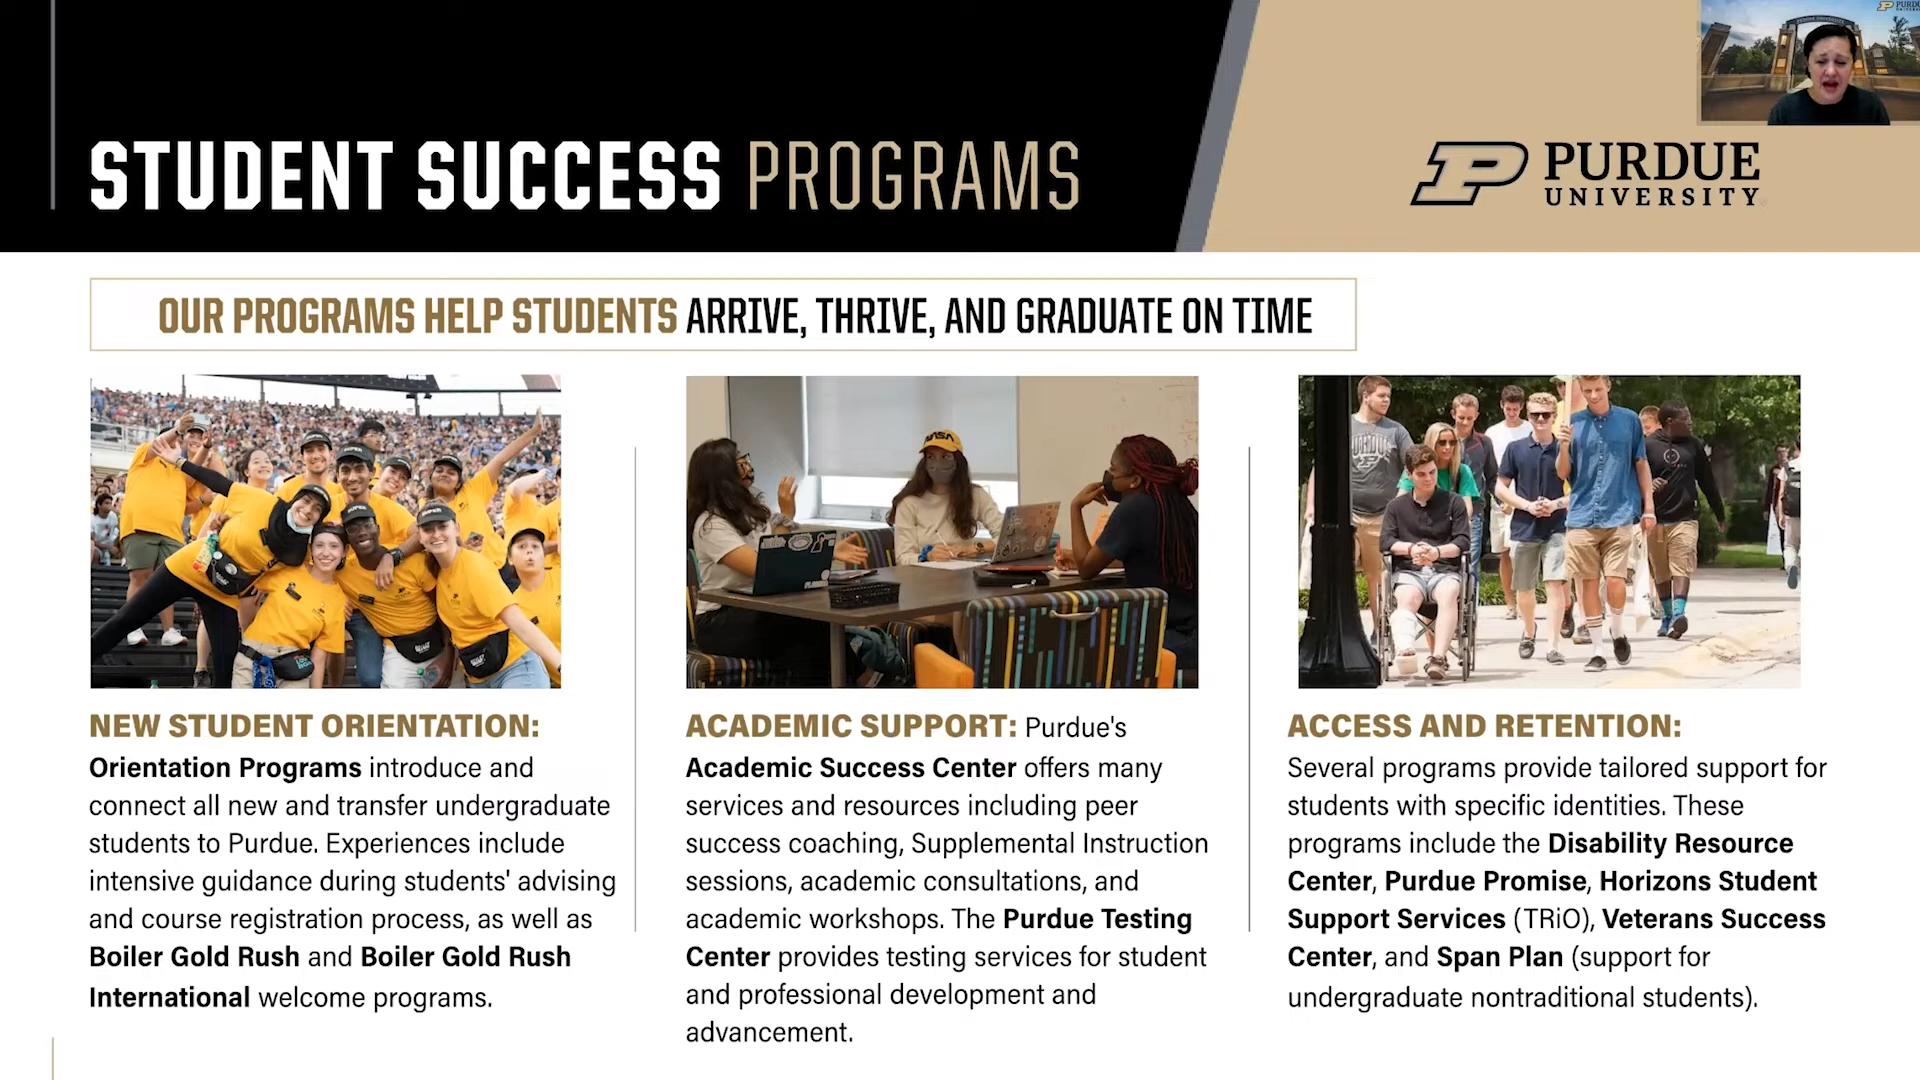 STUDENT SUCCESS PROGRAMS
PURDUE
UNIVERSITY
OUR PROGRAMS HELP STUDENTS ARRIVE, THRIVE, AND GRADUATE ON TIME
NASA
NEW STUDENT ORIENTATION:
Orientation Programs introduce and
connect all new and transfer undergraduate
students to Purdue. Experiences include
intensive guidance during students' advising
and course registration process, as well as
Boiler Gold Rush and Boiler Gold Rush
International welcome programs.
ACADEMIC SUPPORT: Purdue's
Academic Success Center offers many
services and resources including peer
success coaching, Supplemental Instruction
sessions, academic consultations, and
academic workshops. The Purdue Testing
Center provides testing services for student
and professional development and
advancement.
ACCESS AND RETENTION:
Several programs provide tailored support for
students with specific identities. These
programs include the Disability Resource
Center, Purdue Promise, Horizons Student
Support Services (TRiO), Veterans Success
Center, and Span Plan (support for
undergraduate nontraditional students).